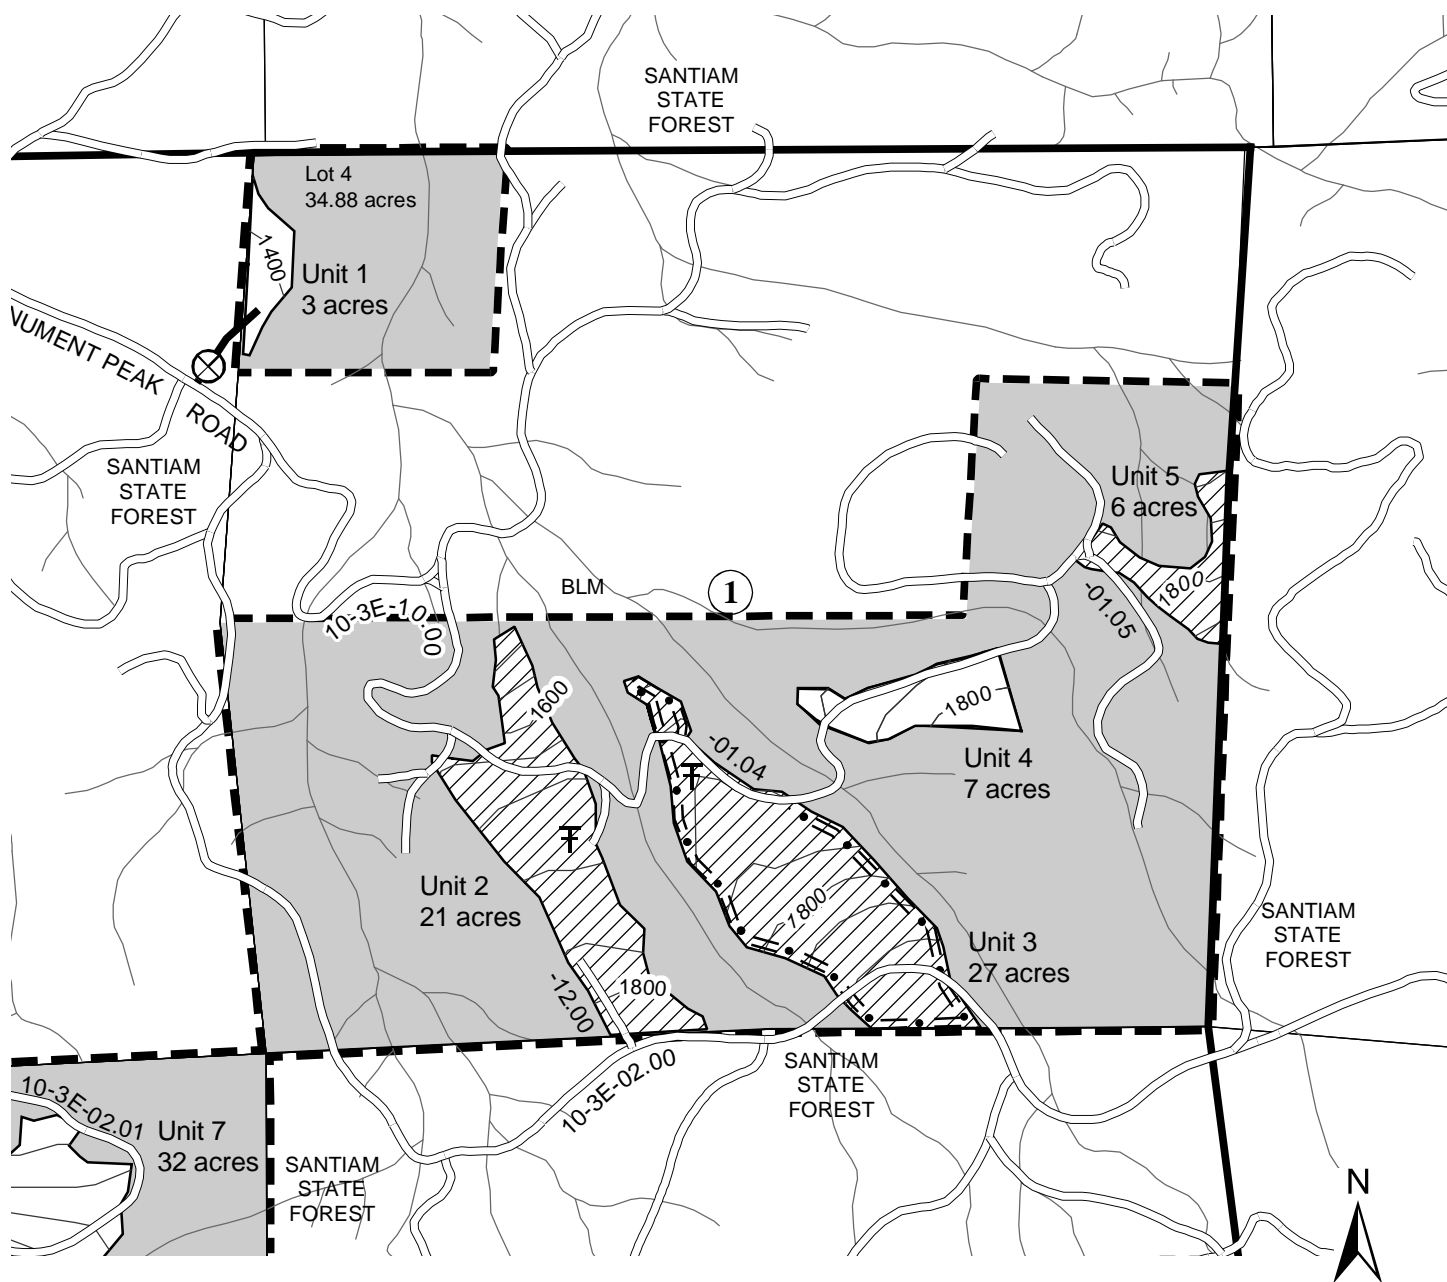 SANTIAM
STATE
FOREST
Lot 4
34.88 acres
1400
Unit 1
3 acres
NUMENT PEAK
ROAD
SANTIAM
STATE
FOREST
Unit 5
6 acres
BLM
1
1800
-01.05
10-3E-10.00
1600
1800
-01.04
Unit 4
7 acres
Unit 2
21 acres
1800
Unit 3
27 acres
SANTIAM
STATE
FOREST
-12.00
1800
10-3E-02.00
SANTIAM
STATE
FOREST
10-3E-02.01
Unit 7
32 acres
SANTIAM
STATE
FOREST
N